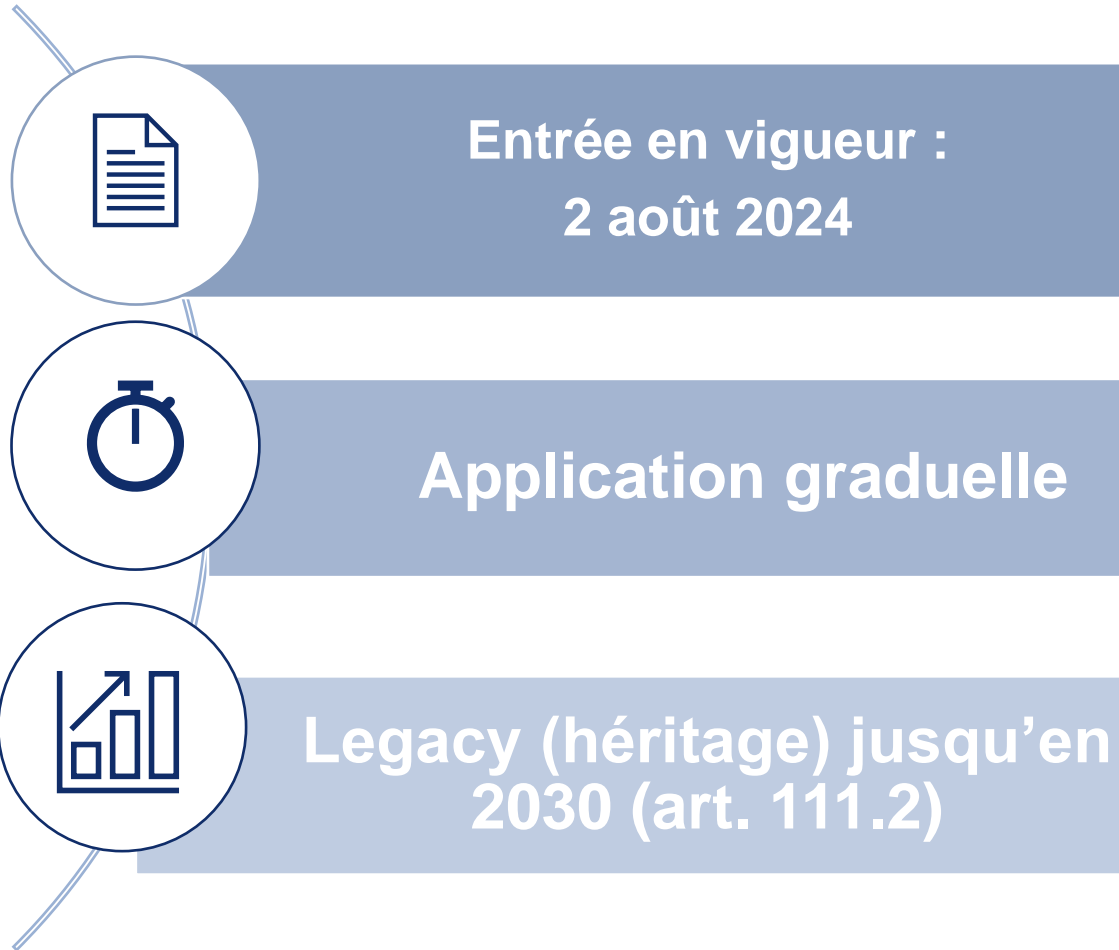 Entrée en vigueur :
2 août 2024
Application graduelle
Legacy (héritage) jusqu’en
2030 (art. 111.2)